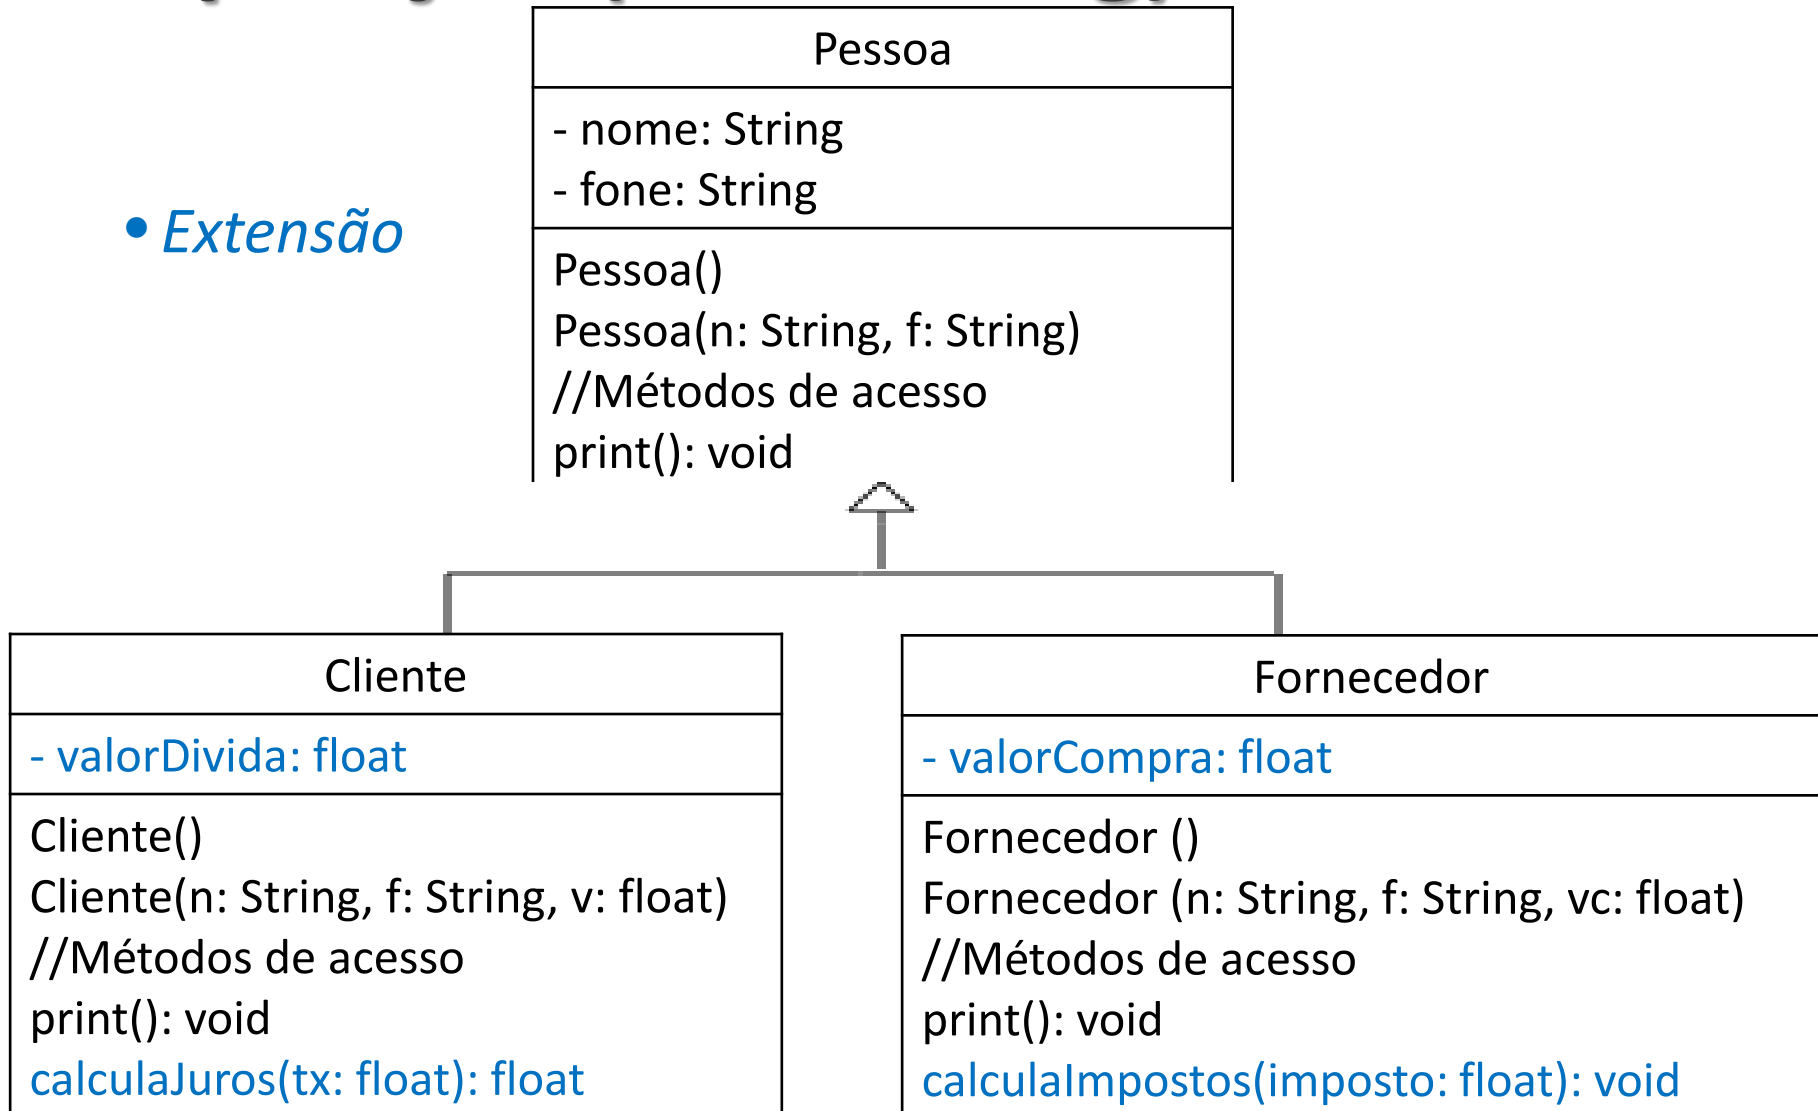 Pessoa
- nome: String
- fone: String
• Extensão
Pessoa()
Pessoa(n: String, f: String)
//Métodos de acesso
print(): void
Cliente
- valorDivida: float
Cliente()
Cliente(n: String, f: String, v: float)
//Métodos de acesso
print(): void
calculaJuros(tx: float): float
Fornecedor
- valorCompra: float
Fornecedor ()
Fornecedor (n: String, f: String, vc: float)
//Métodos de acesso
print(): void
calculaImpostos(imposto: float): void